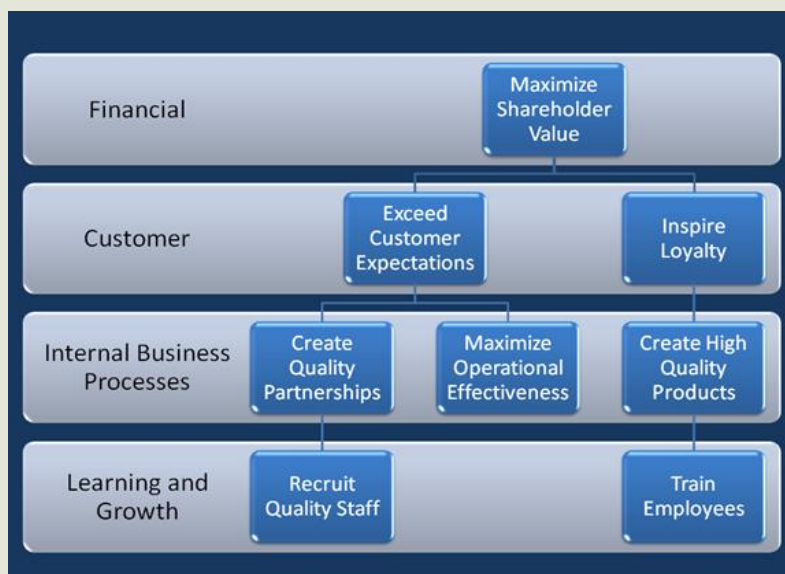 Financial
Maximize
Shareholder
Value
Customer
Exceed
Customer
Expectations
Inspire
Loyalty
Internal Business
Processes
Create
Quality
Partnerships
Maximize
Operational
Effectiveness
Create High
Quality
Products
Learning and
Growth
Recruit
Quality Staff
Train
Employees